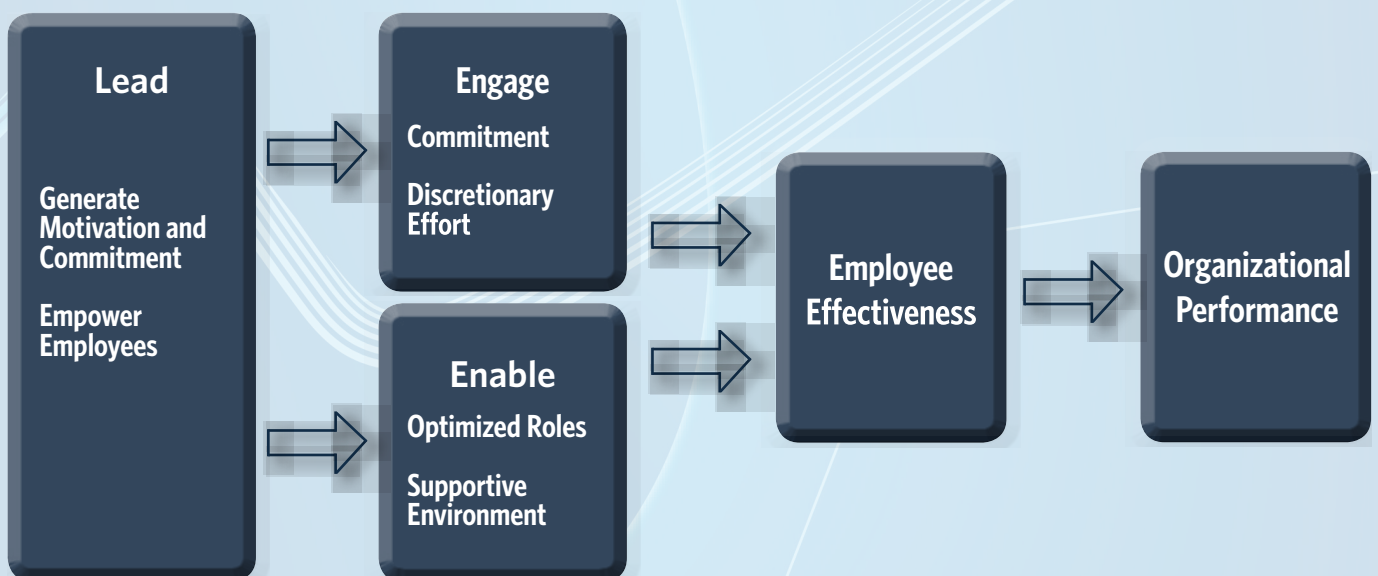 Lead
Generate
Motivation and
Commitment
Empower
Employees
Engage
Commitment
Discretionary
Effort
Enable
Optimized Roles
Supportive
Environment
Employee
Effectiveness
Organizational
Performance